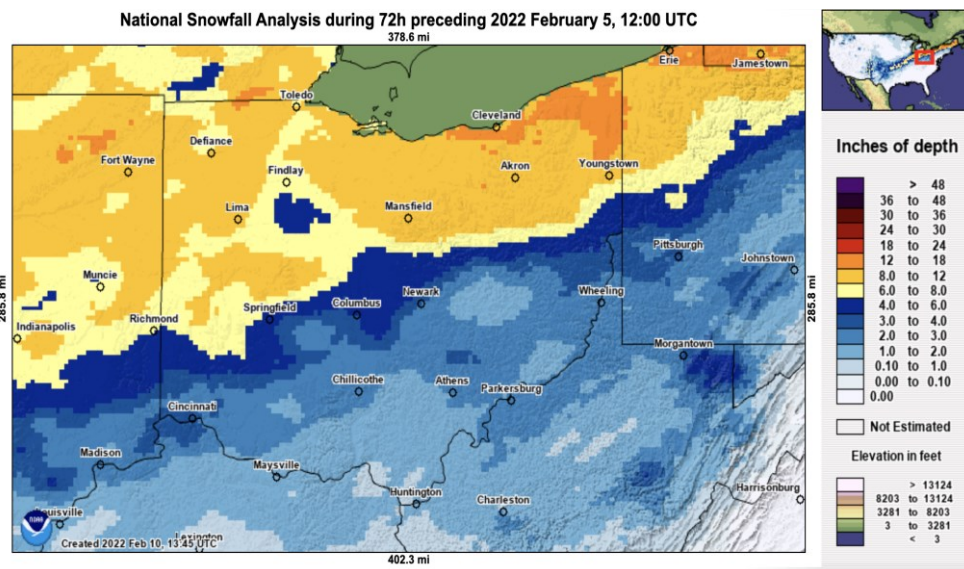 National Snowfall Analysis during 72h preceding 2022 February 5, 12:00 UTC
378.6 mi
Erie
Jamestown
Toledo
Cleveland
Defiance
Fort Wayne
Findlay
Akron
Youngstown
Lima
Mansfield
Pittsburgh
Johnstown
Muncie
285.8 mi
285.8 mi
Newark
Wheeling
Springfield
Columbus
Richmond
Indianapolis
Morgantown
Chillicothe
Athens
Parkersburg
Cincinnati
Madison
Maysville
Huntington
Charleston
Harrisonburg
ouisville
noaa
Created 2022 Feb 10, 13:45 UTC
Lexington
402.3 mi
Inches of depth
> 48
36 to 48
30 to 36
24 to 30
18 to 24
12 to 18
8.0 to 12
6.0 to 8.0
4.0 to 6.0
3.0 to 4.0
2.0 to 3.0
1.0 to 2.0
0.10 to 1.0
0.00 to 0.10
0.00
Not Estimated
Elevation in feet
> 13124
8203 to 13124
3281 to 8203
3 to 3281
< 3